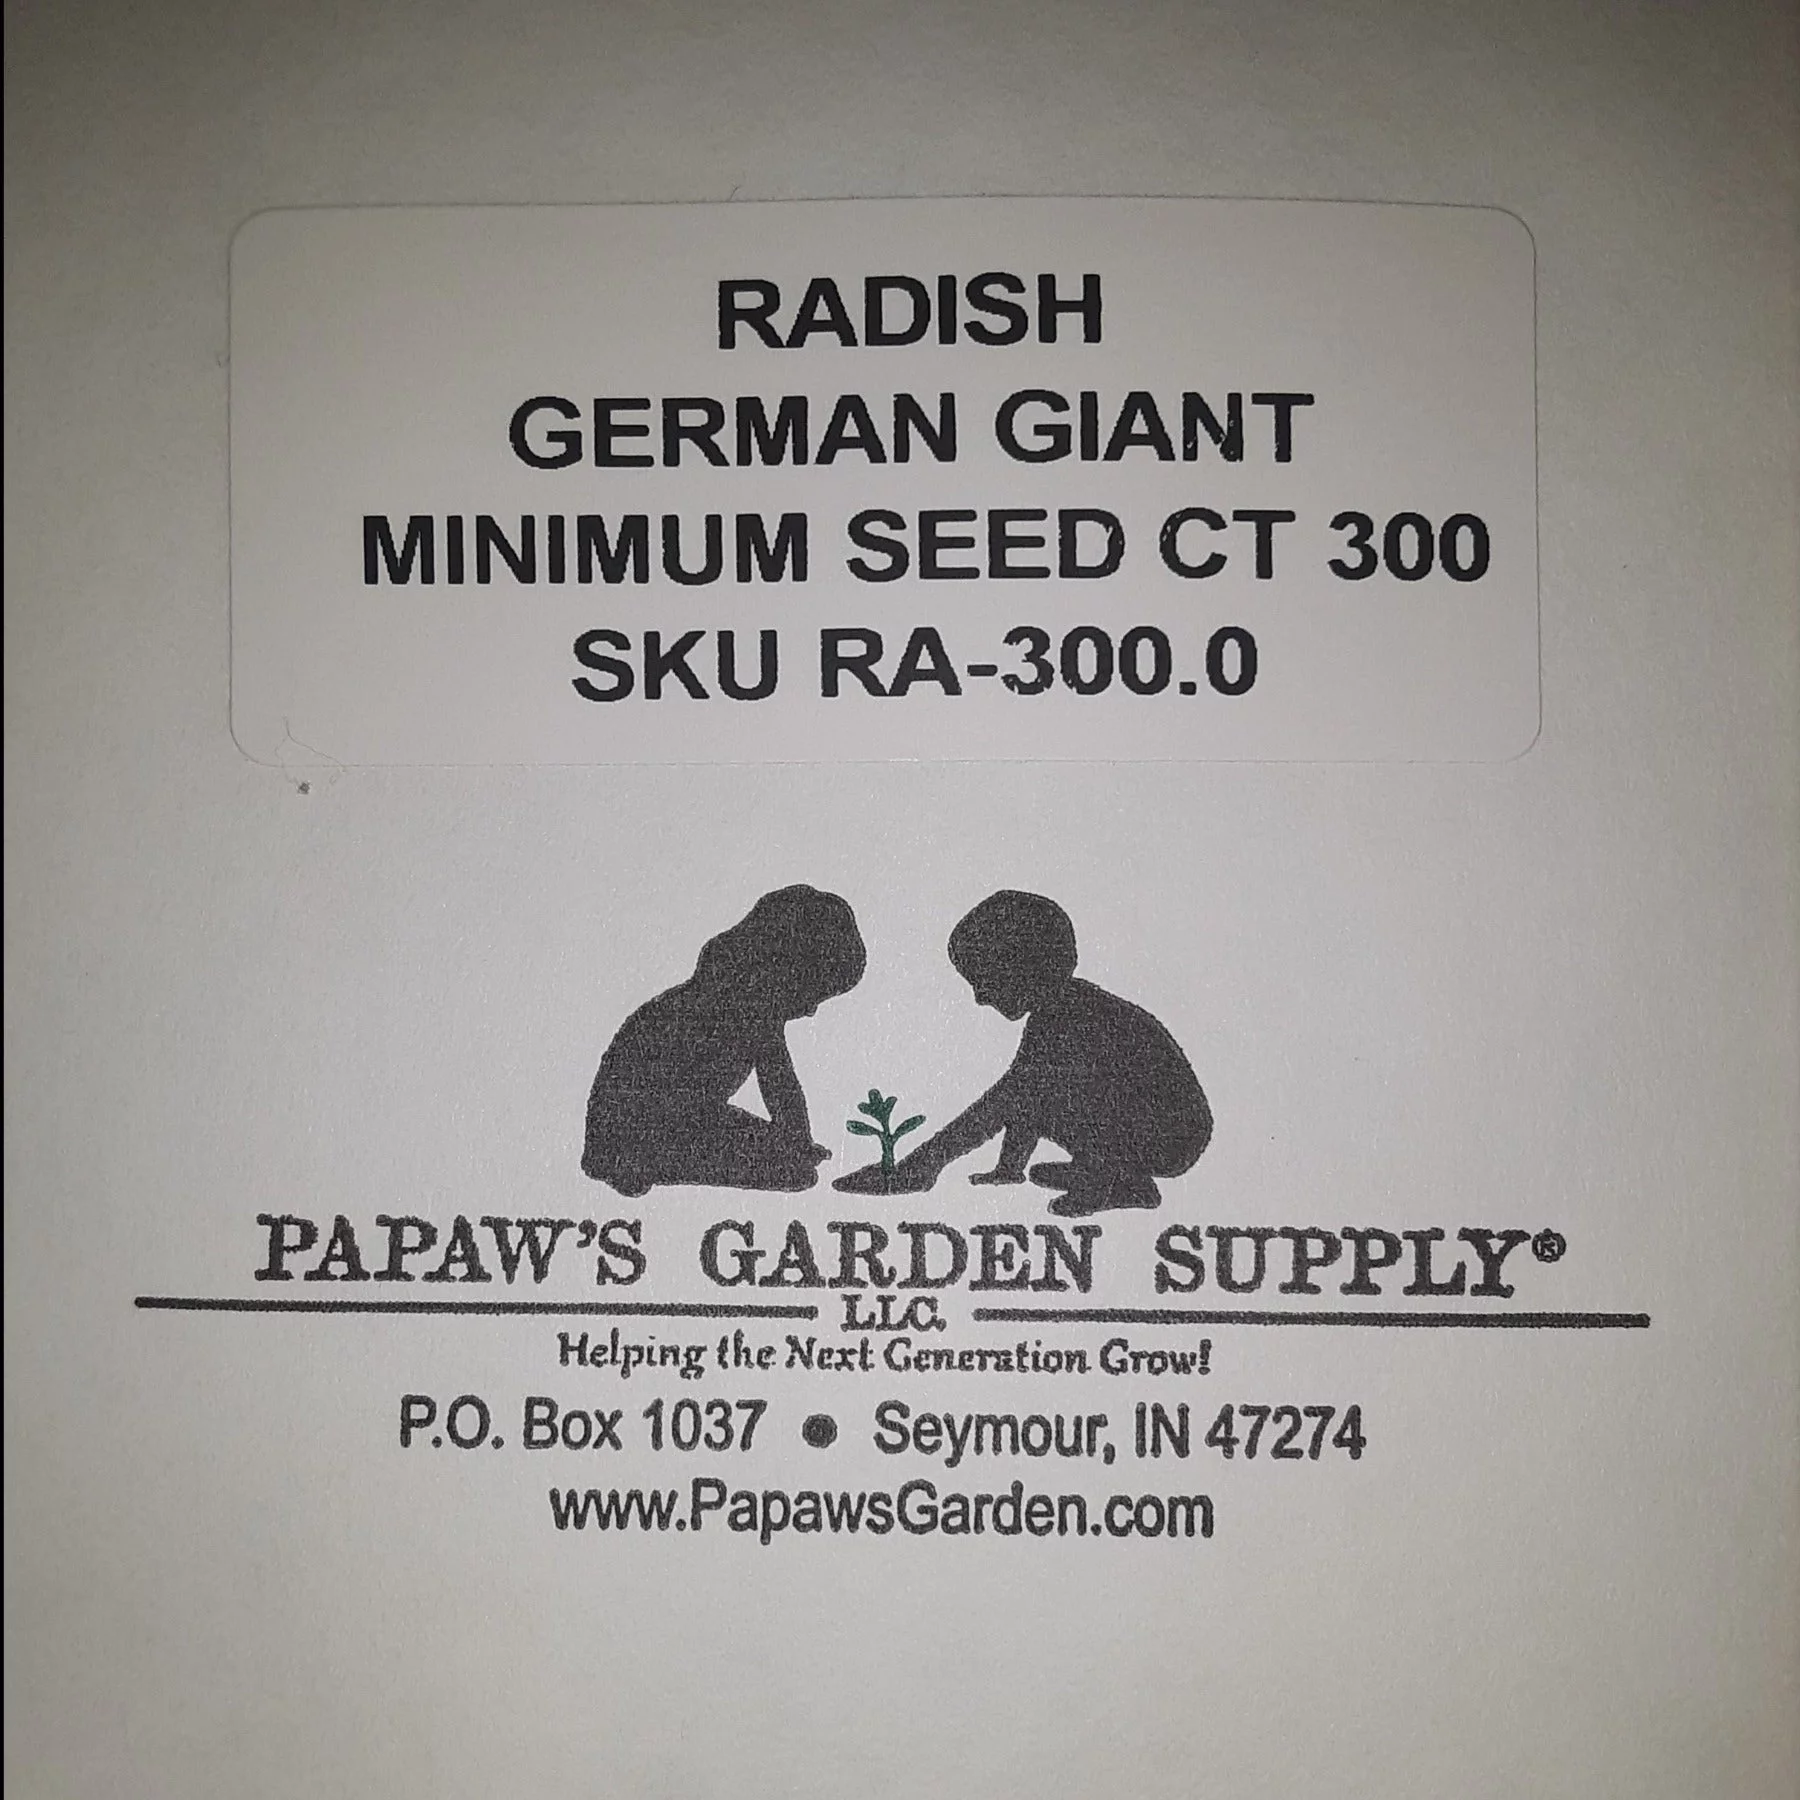 RADISH
GERMAN GIANT
MINIMUM SEED CT 300
SKU RA-300.0
PAPAW'S GARDEN SUPPLY®
LLC.
Helping the Next Generation Grow!
P.O. Box 1037 • Seymour, IN 47274
www.PapawsGarden.com